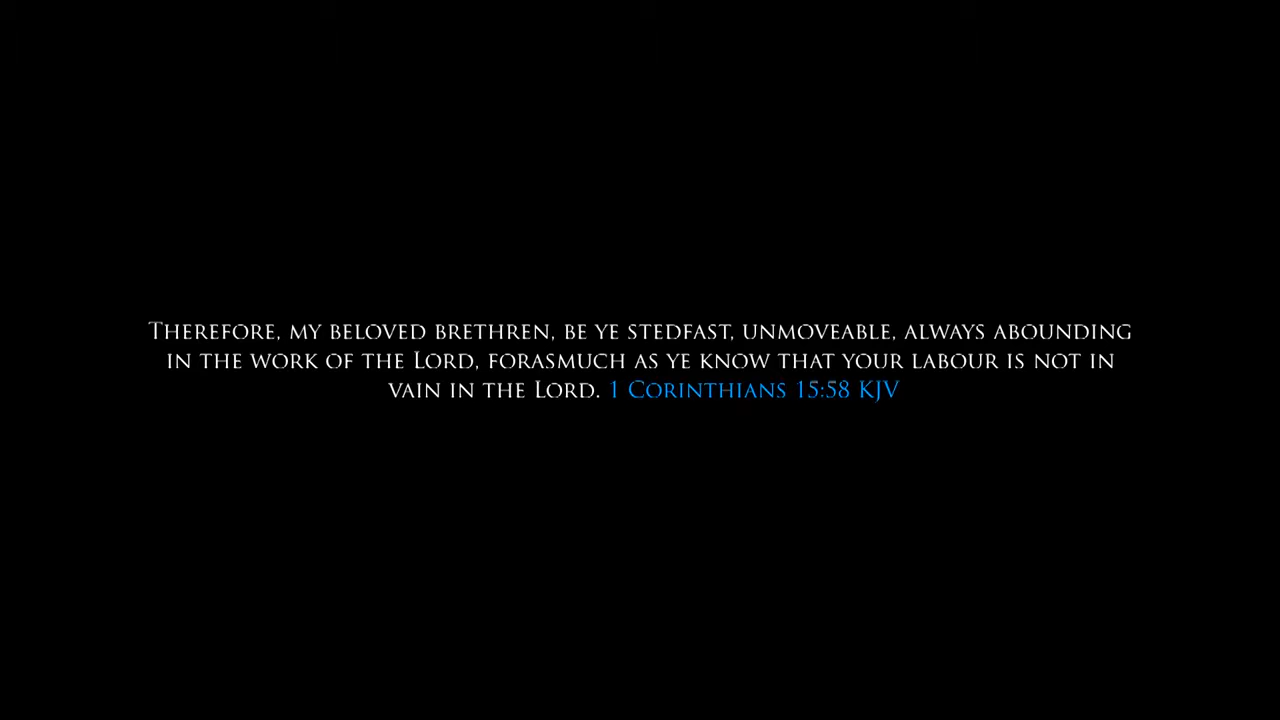 Therefore, my beloved brethren, be ye stedfast, unmoveable, always abounding
in the work of the Lord, forasmuch as ye know that your labour is not in
vain in the Lord. 1 Corinthians 15:58 KJV